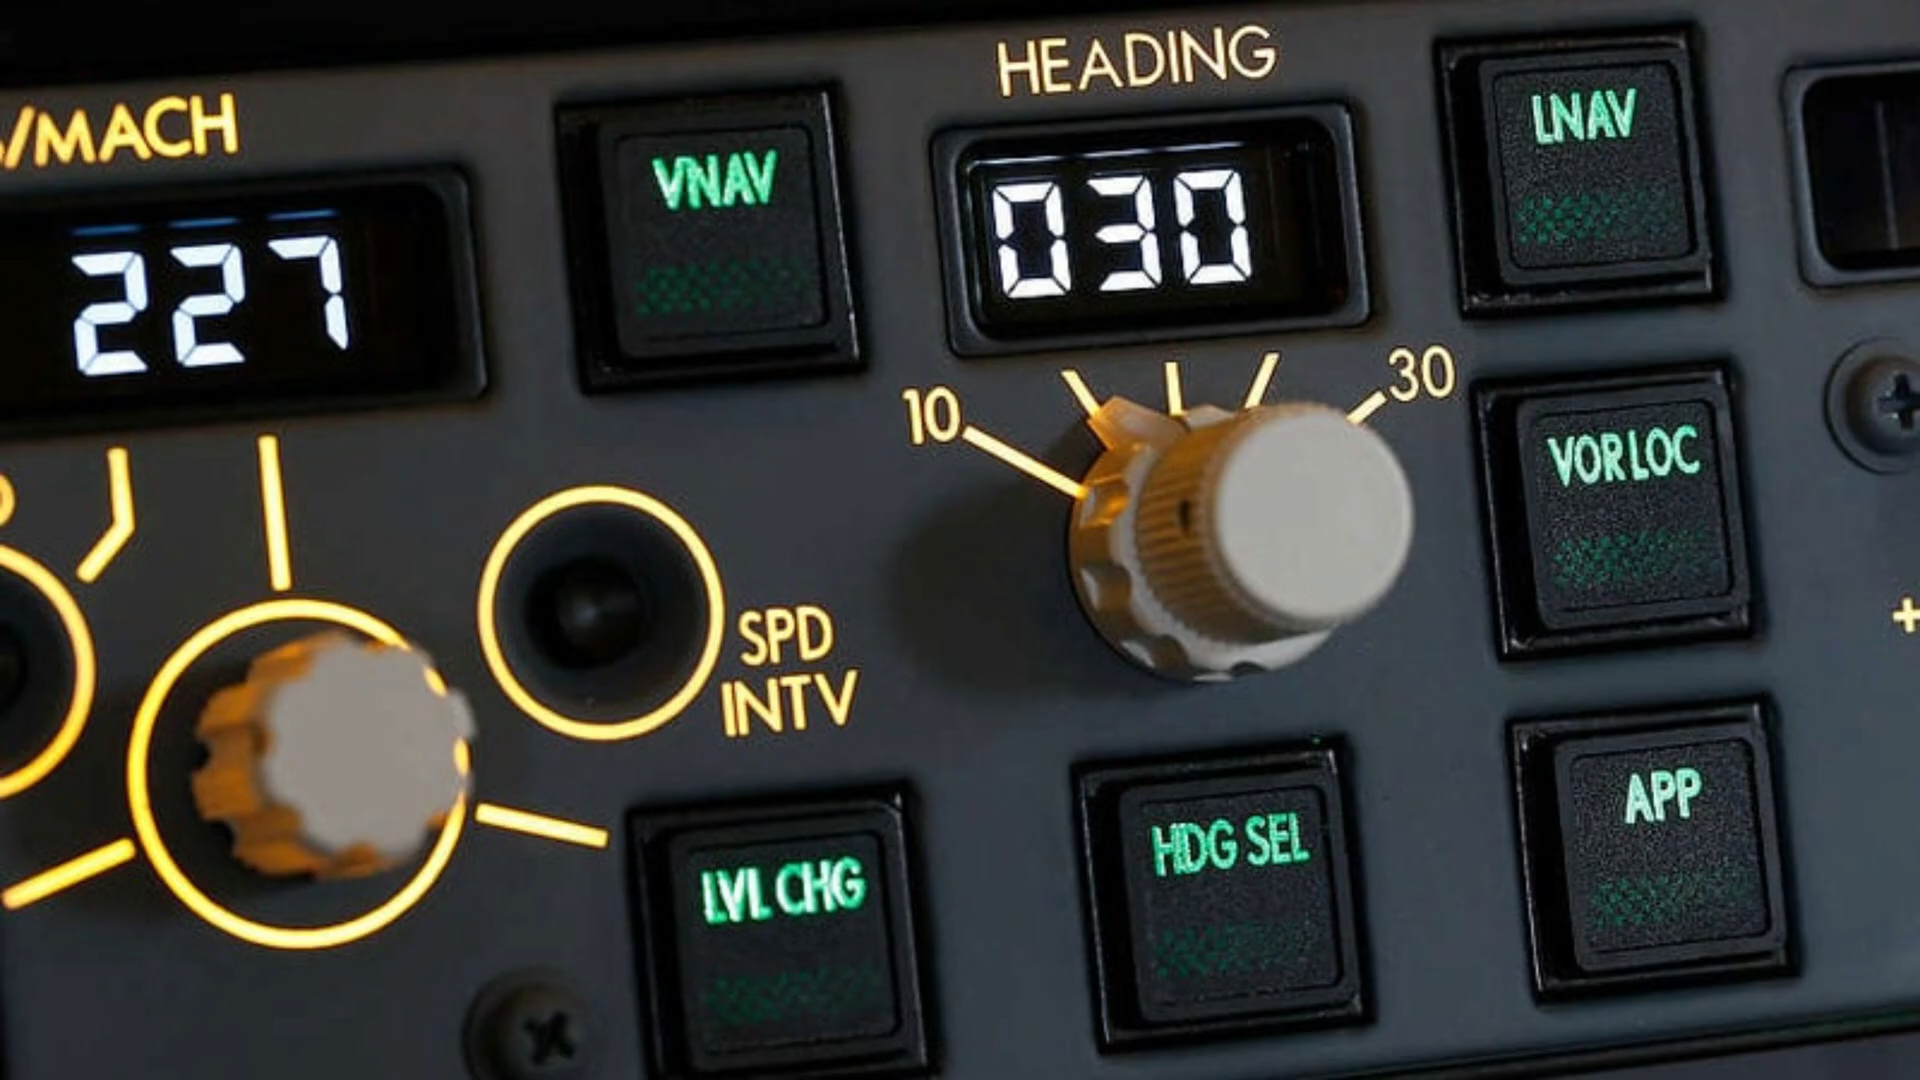 /MACH
227
VNAV
HEADING
030
LNAV
10
30
VOR LOC
SPD
INTV
LVL CHG
HDG SEL
APP
+